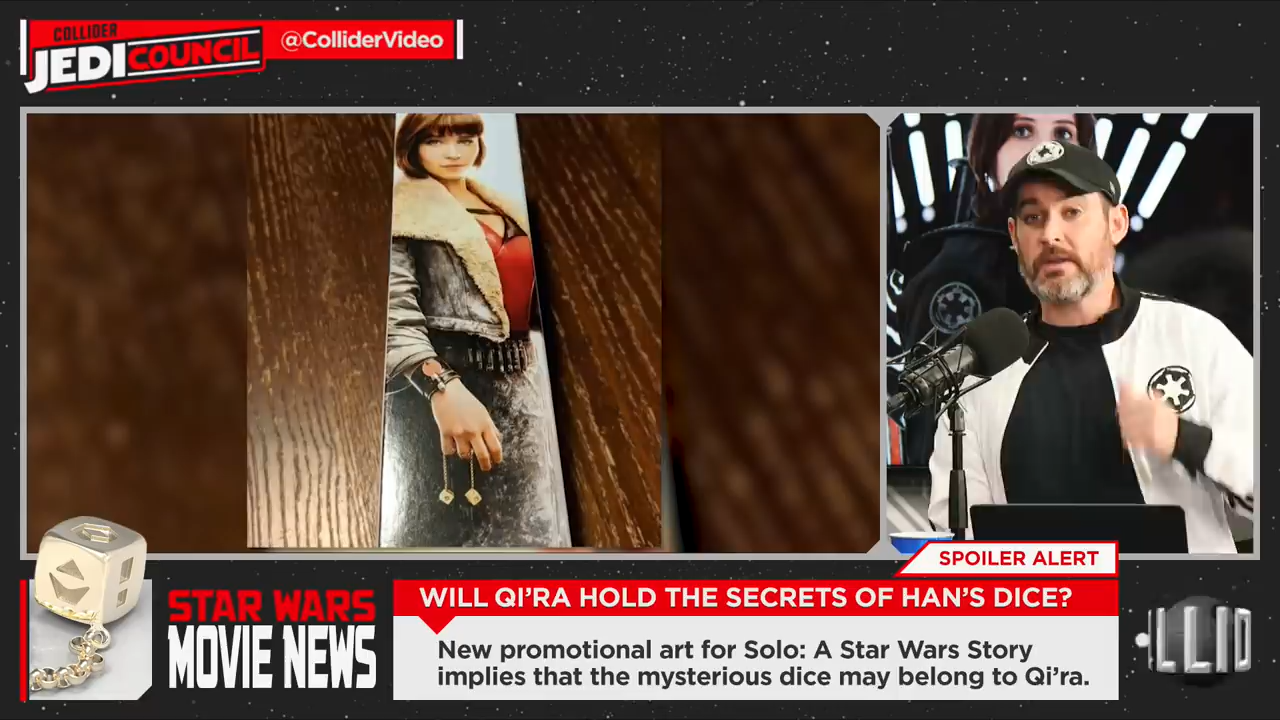 COLLIDER
JEDI COUNCIL
@ColliderVideo
SPOILER ALERT
STAR WARS
MOVIE NEWS
WILL QI'RA HOLD THE SECRETS OF HAN'S DICE?
New promotional art for Solo: A Star Wars Story
implies that the mysterious dice may belong to Qi'ra.
LLID